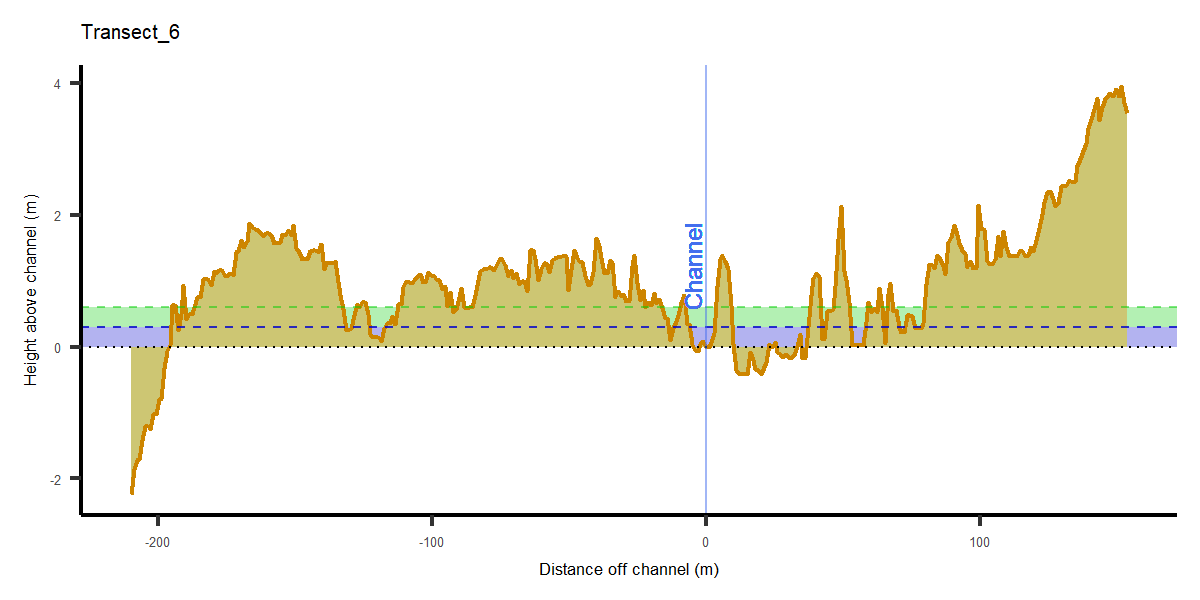 Transect_6
Height above channel (m)
4
2
0
-2
Channel
-200
-100
0
100
Distance off channel (m)